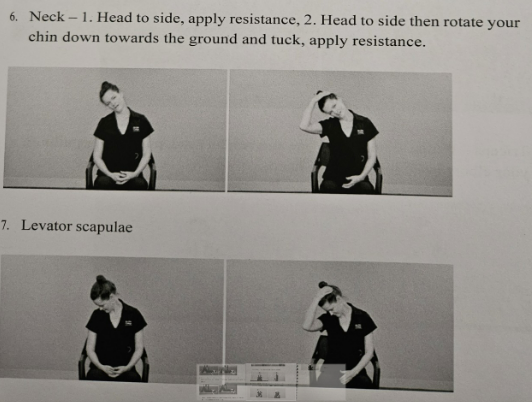 6. Neck – 1. Head to side, apply resistance, 2. Head to side then rotate your
chin down towards the ground and tuck, apply resistance.
7. Levator scapulae